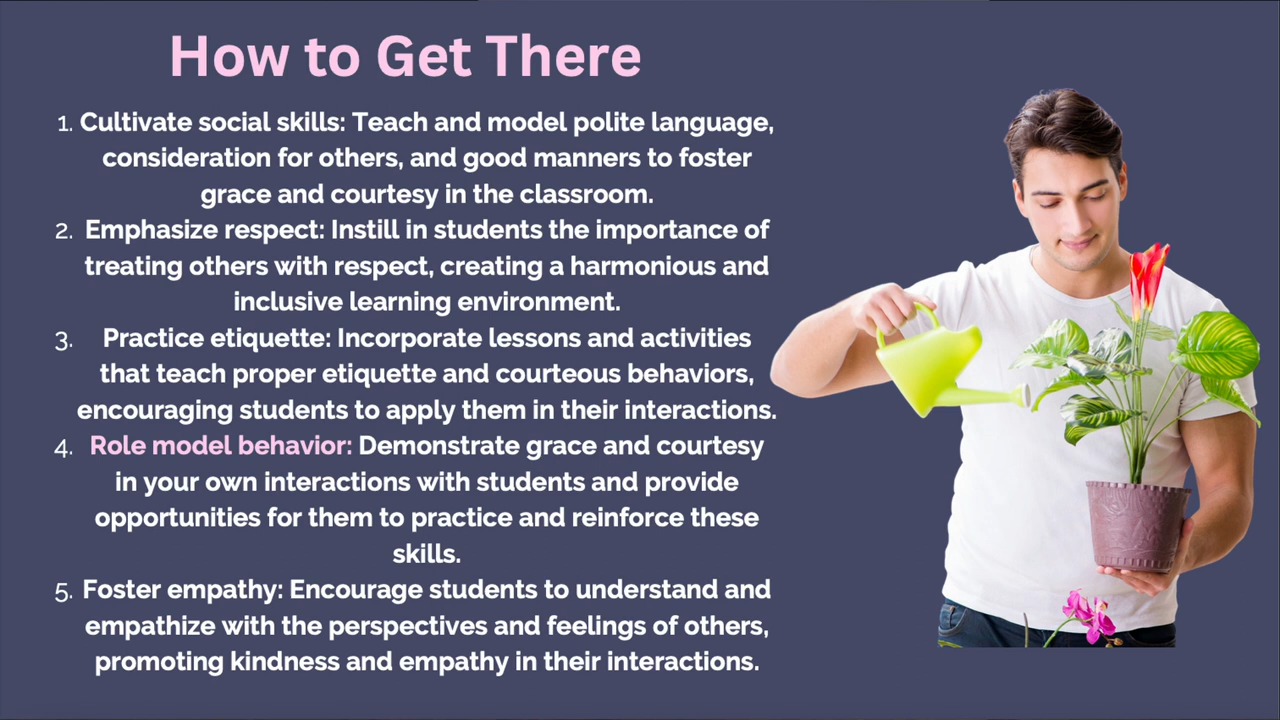 How to Get There
1. Cultivate social skills: Teach and model polite language,
consideration for others, and good manners to foster
grace and courtesy in the classroom.
2. Emphasize respect: Instill in students the importance of
treating others with respect, creating a harmonious and
inclusive learning environment.
3. Practice etiquette: Incorporate lessons and activities
that teach proper etiquette and courteous behaviors,
encouraging students to apply them in their interactions.
4. Role model behavior: Demonstrate grace and courtesy
in your own interactions with students and provide
opportunities for them to practice and reinforce these
skills.
5. Foster empathy: Encourage students to understand and
empathize with the perspectives and feelings of others,
promoting kindness and empathy in their interactions.